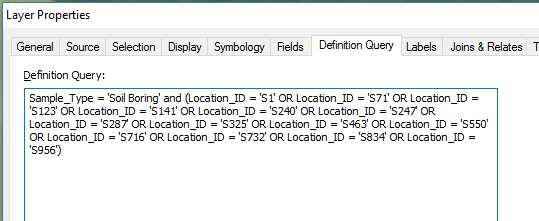 Layer Properties
General Source Selection Display Symbology Fields Definition Query Labels Joins & Relates
Definition Query:
Sample_Type = 'Soil Boring' and (Location_ID = 'S1' OR Location_ID = 'S71' OR Location_ID =
'S123' OR Location_ID = 'S141' OR Location_ID = 'S240' OR Location_ID = 'S247' OR
Location_ID = 'S287' OR Location_ID = 'S325' OR Location_ID = 'S463' OR Location_ID = 'S550'
OR Location_ID = 'S716' OR Location_ID = 'S732' OR Location_ID = 'S834' OR Location_ID =
'S956')